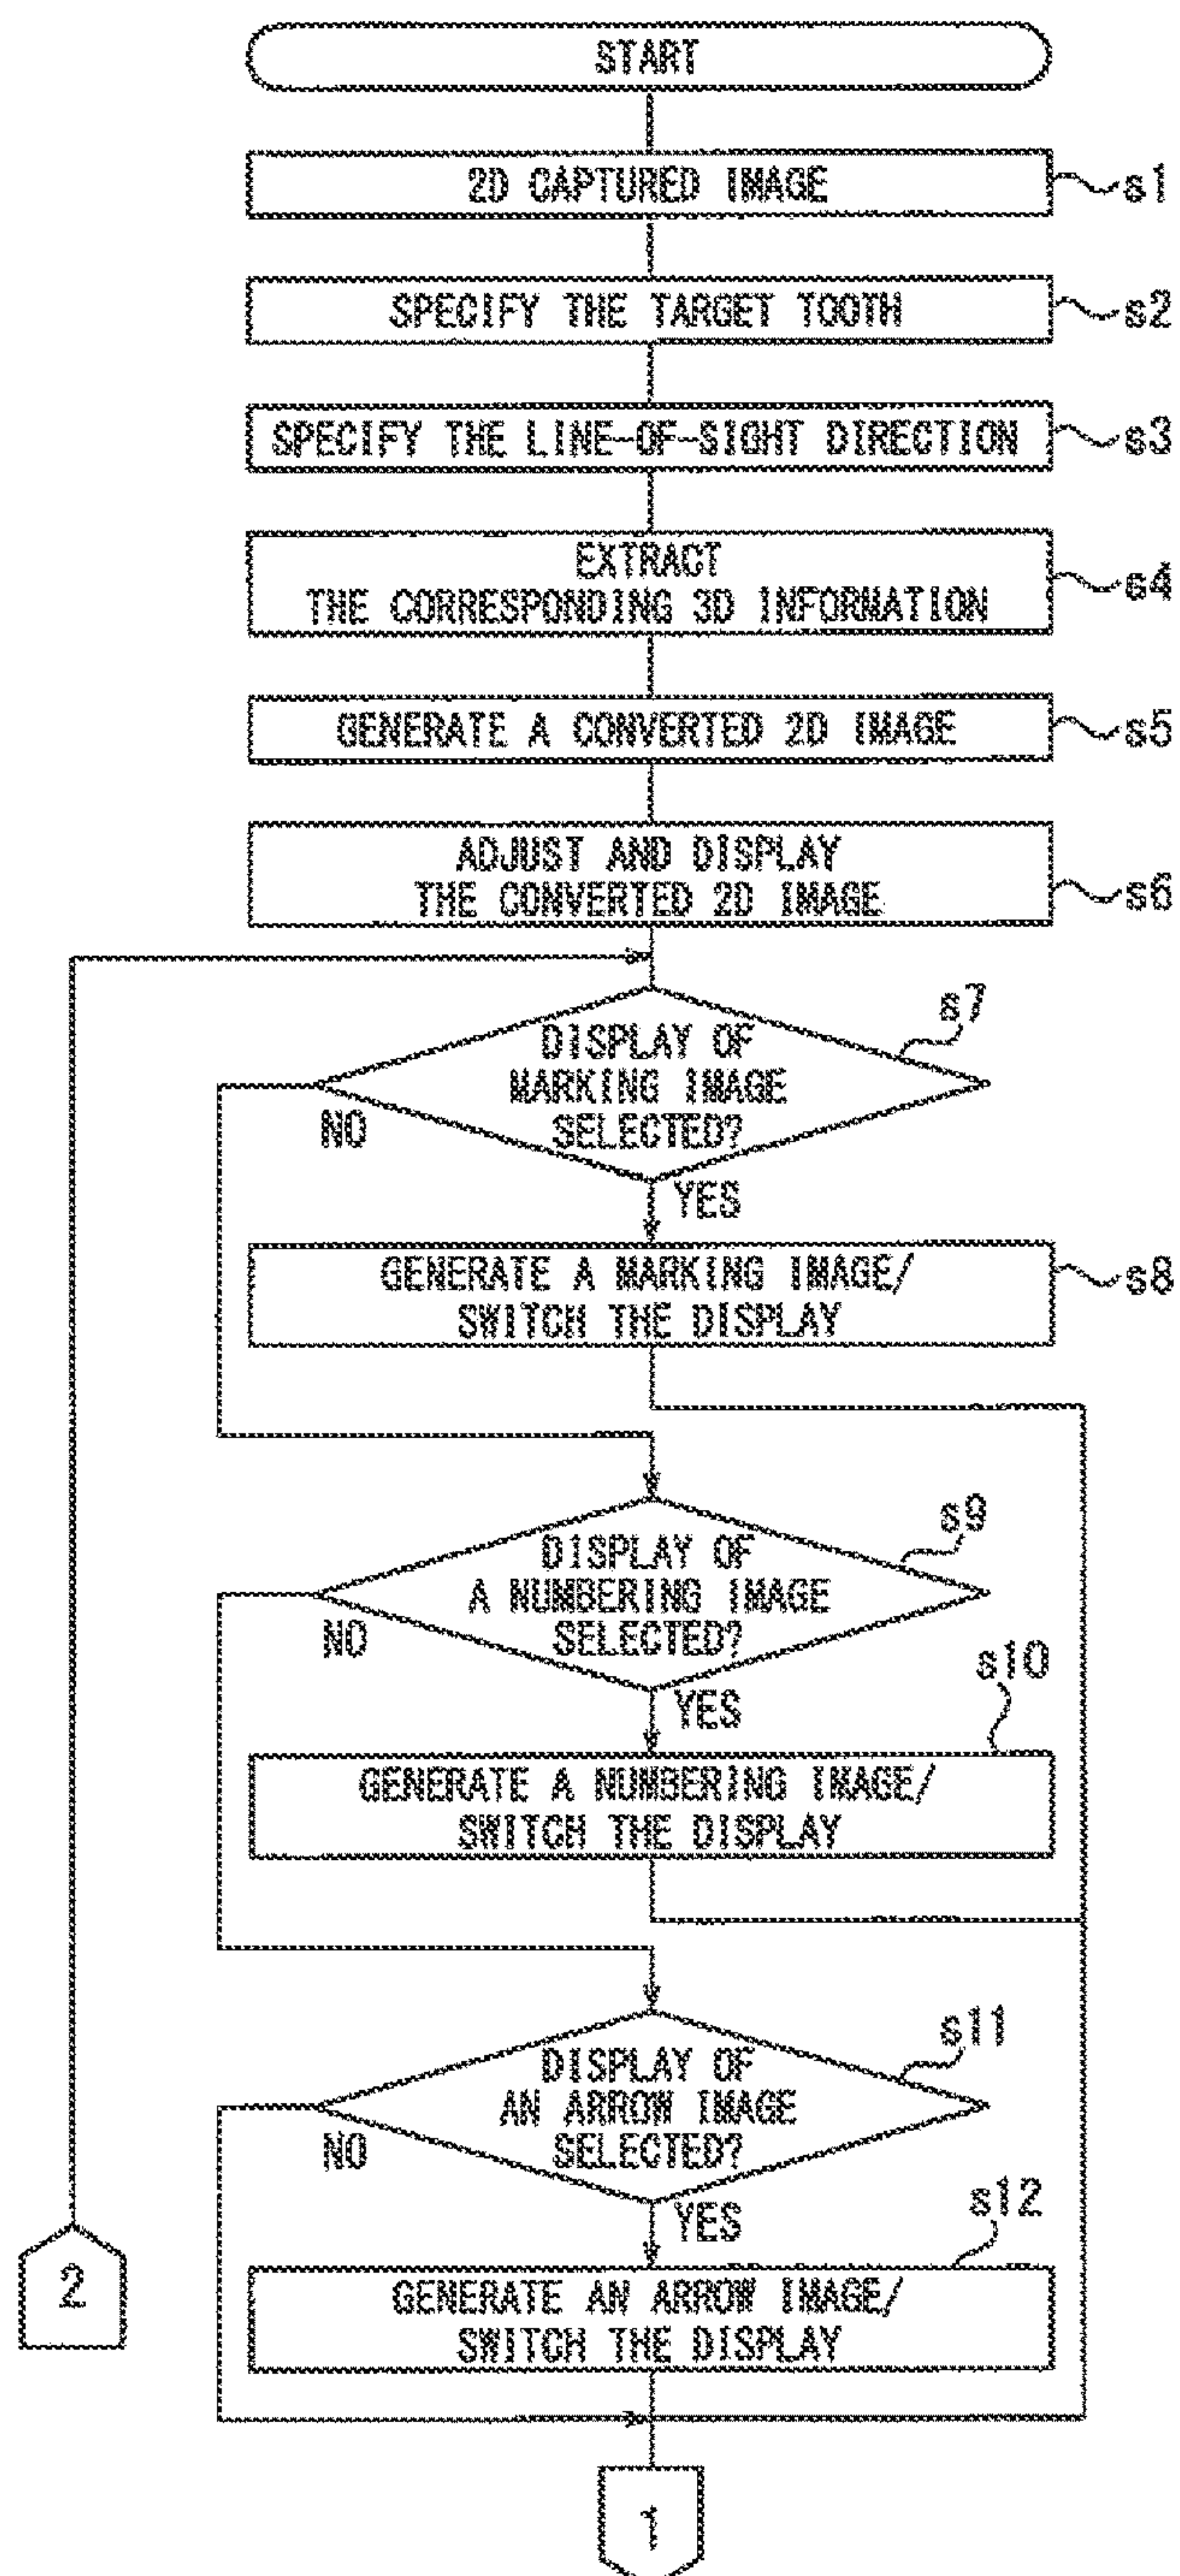 START
2D CAPTURED IMAGE
s1
SPECIFY THE TARGET TOOTH
s2
SPECIFY THE LINE-OF-SIGHT DIRECTION
s3
EXTRACT
THE CORRESPONDING 3D INFORMATION
s4
GENERATE A CONVERTED 2D IMAGE
s5
ADJUST AND DISPLAY
THE CONVERTED 2D IMAGE
s6
s7
DISPLAY OF
MARKING IMAGE
SELECTED?
NO
YES
GENERATE A MARKING IMAGE/
SWITCH THE DISPLAY
s8
s9
DISPLAY OF
A NUMBERING IMAGE
SELECTED?
NO
YES
s10
GENERATE A NUMBERING IMAGE/
SWITCH THE DISPLAY
s11
DISPLAY OF
AN ARROW IMAGE
SELECTED?
NO
YES
s12
GENERATE AN ARROW IMAGE/
SWITCH THE DISPLAY
2
1